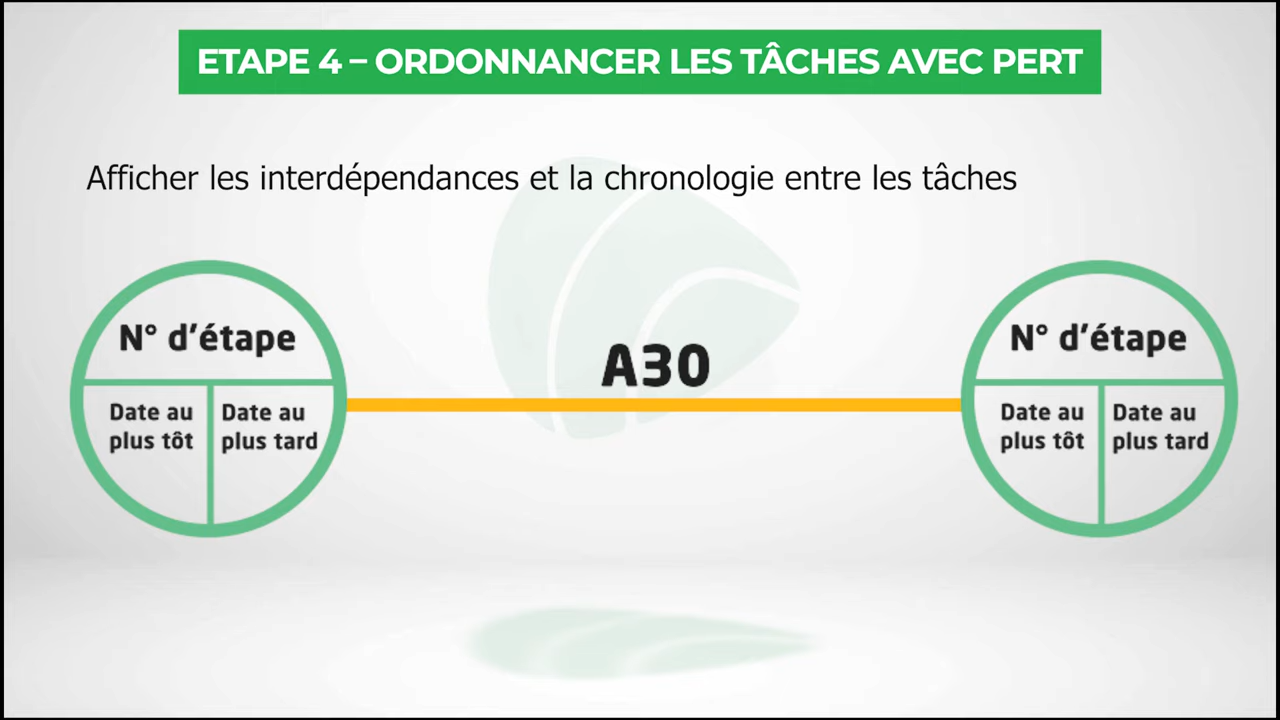 ETAPE 4 – ORDONNANCER LES TÂCHES AVEC PERT
Afficher les interdépendances et la chronologie entre les tâches
N° d’étape
Date au
plus tôt
Date au
plus tard
A30
N° d’étape
Date au
plus tôt
Date au
plus tard